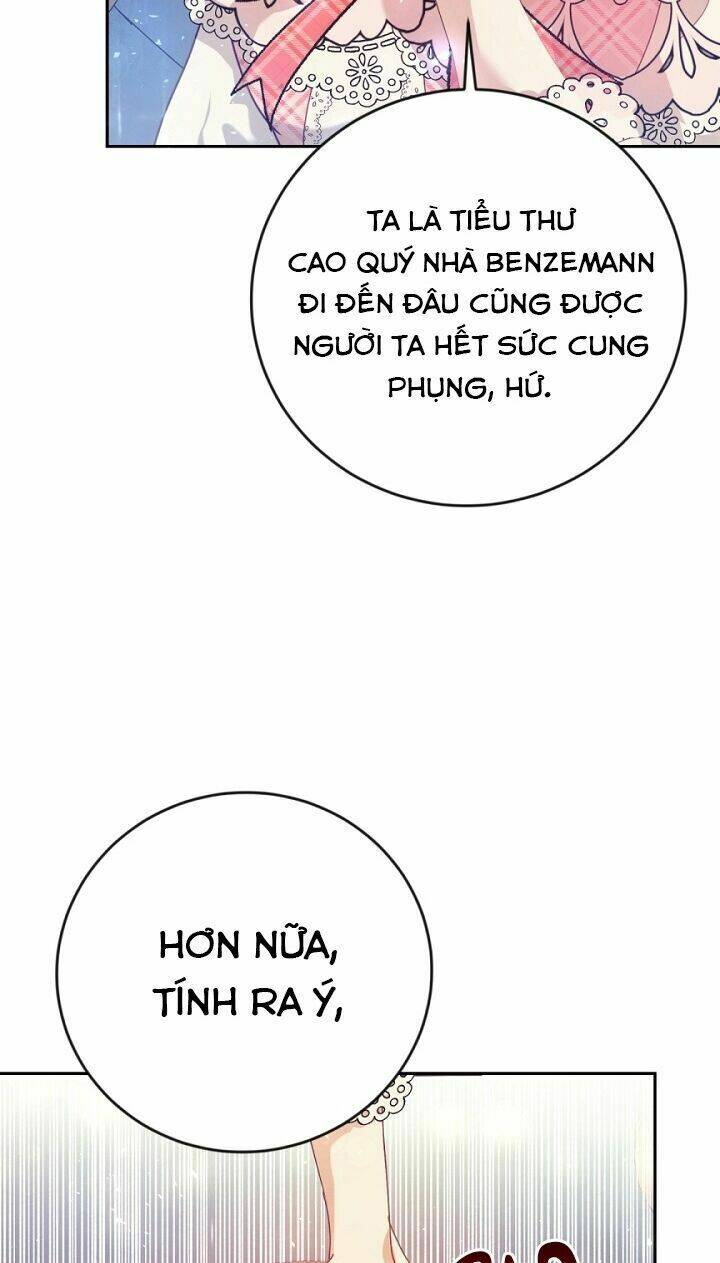 TA LÀ TIỂU THƯ
CAO QUÝ NHÀ BENZEMANN
ĐI ĐẾN ĐÂU CŨNG ĐƯỢC
NGƯỜI TA HẾT SỨC CUNG
PHỤNG, HỨ.
HƠN NỮA,
TÍNH RA Ý,